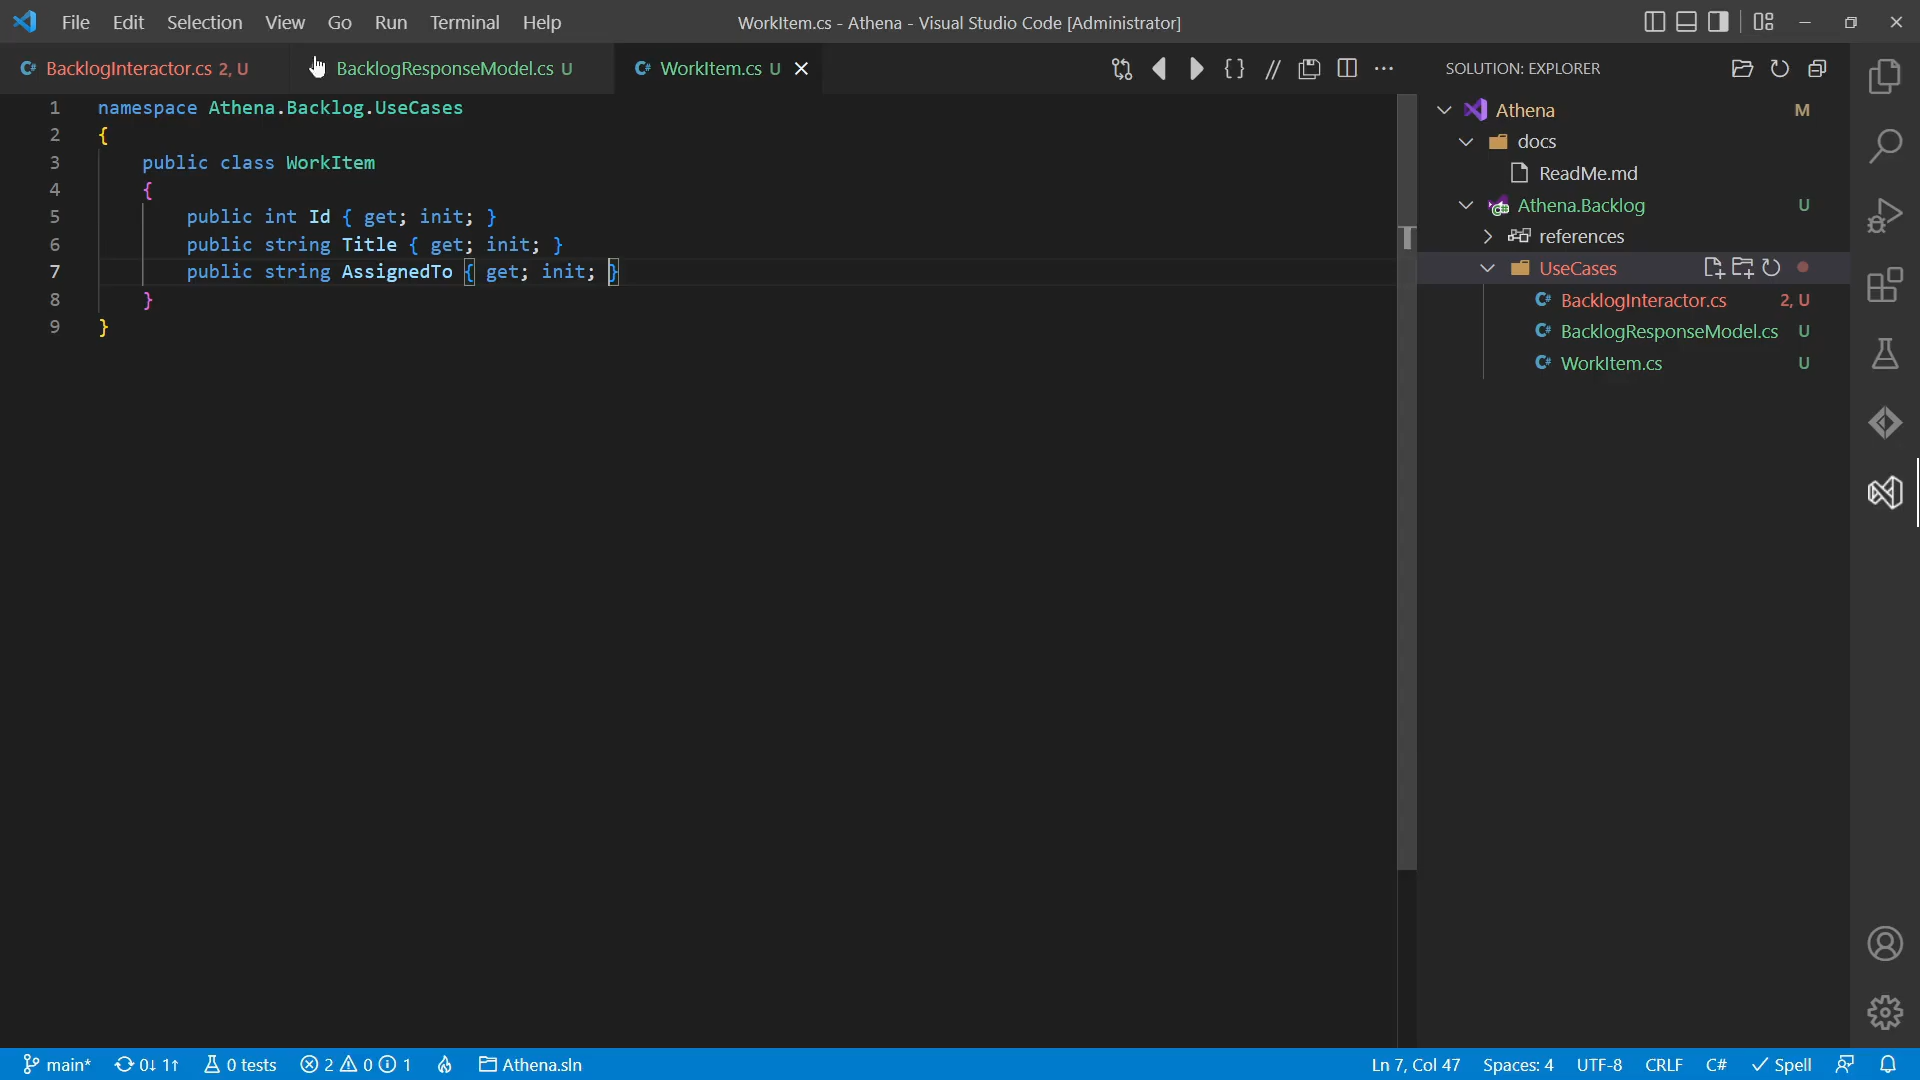 File Edit Selection View Go Run Terminal Help
WorkItem.cs - Athena - Visual Studio Code [Administrator]
BacklogInteractor.cs 2, U
BacklogResponseModel.cs U
WorkItem.cs U
1 namespace Athena.Backlog.UseCases
2 {
3 public class WorkItem
4 {
5 public int Id { get; init; }
6 public string Title { get; init; }
7 public string AssignedTo { get; init; }
8 }
9 }
SOLUTION: EXPLORER
Athena M
docs
ReadMe.md
Athena.Backlog U
references
UseCases
C# BacklogInteractor.cs 2, U
C# BacklogResponseModel.cs U
C# WorkItem.cs U
main* 0↓ 1↑ 0 tests 2 0 1 Athena.sln
Ln 7, Col 47 Spaces: 4 UTF-8 CRLF C# Spell